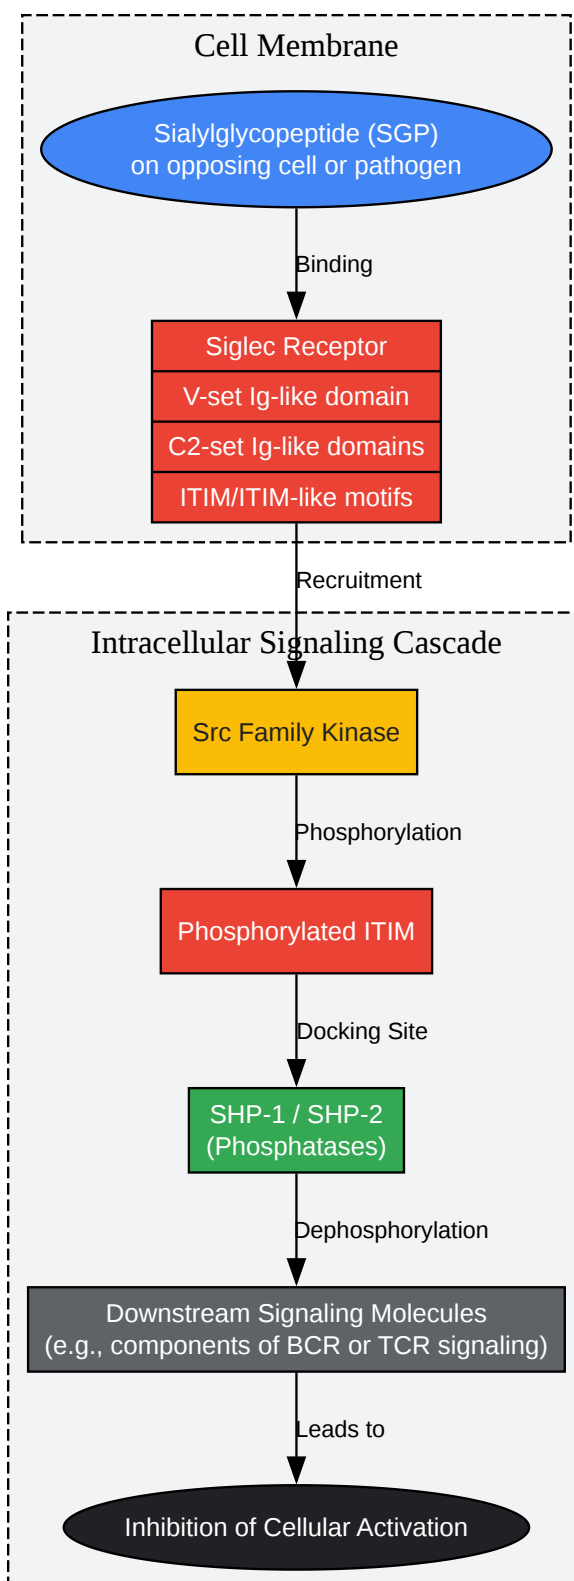 Cell Membrane
Sialylglycopeptide (SGP)
on opposing cell or pathogen
Binding
Siglec Receptor
V-set Ig-like domain
C2-set Ig-like domains
ITIM/ITIM-like motifs
Recruitment
Intracellular Signaling Cascade
Src Family Kinase
Phosphorylation
Phosphorylated ITIM
Docking Site
SHP-1 / SHP-2
(Phosphatases)
Dephosphorylation
Downstream Signaling Molecules
(e.g., components of BCR or TCR signaling)
Leads to
Inhibition of Cellular Activation